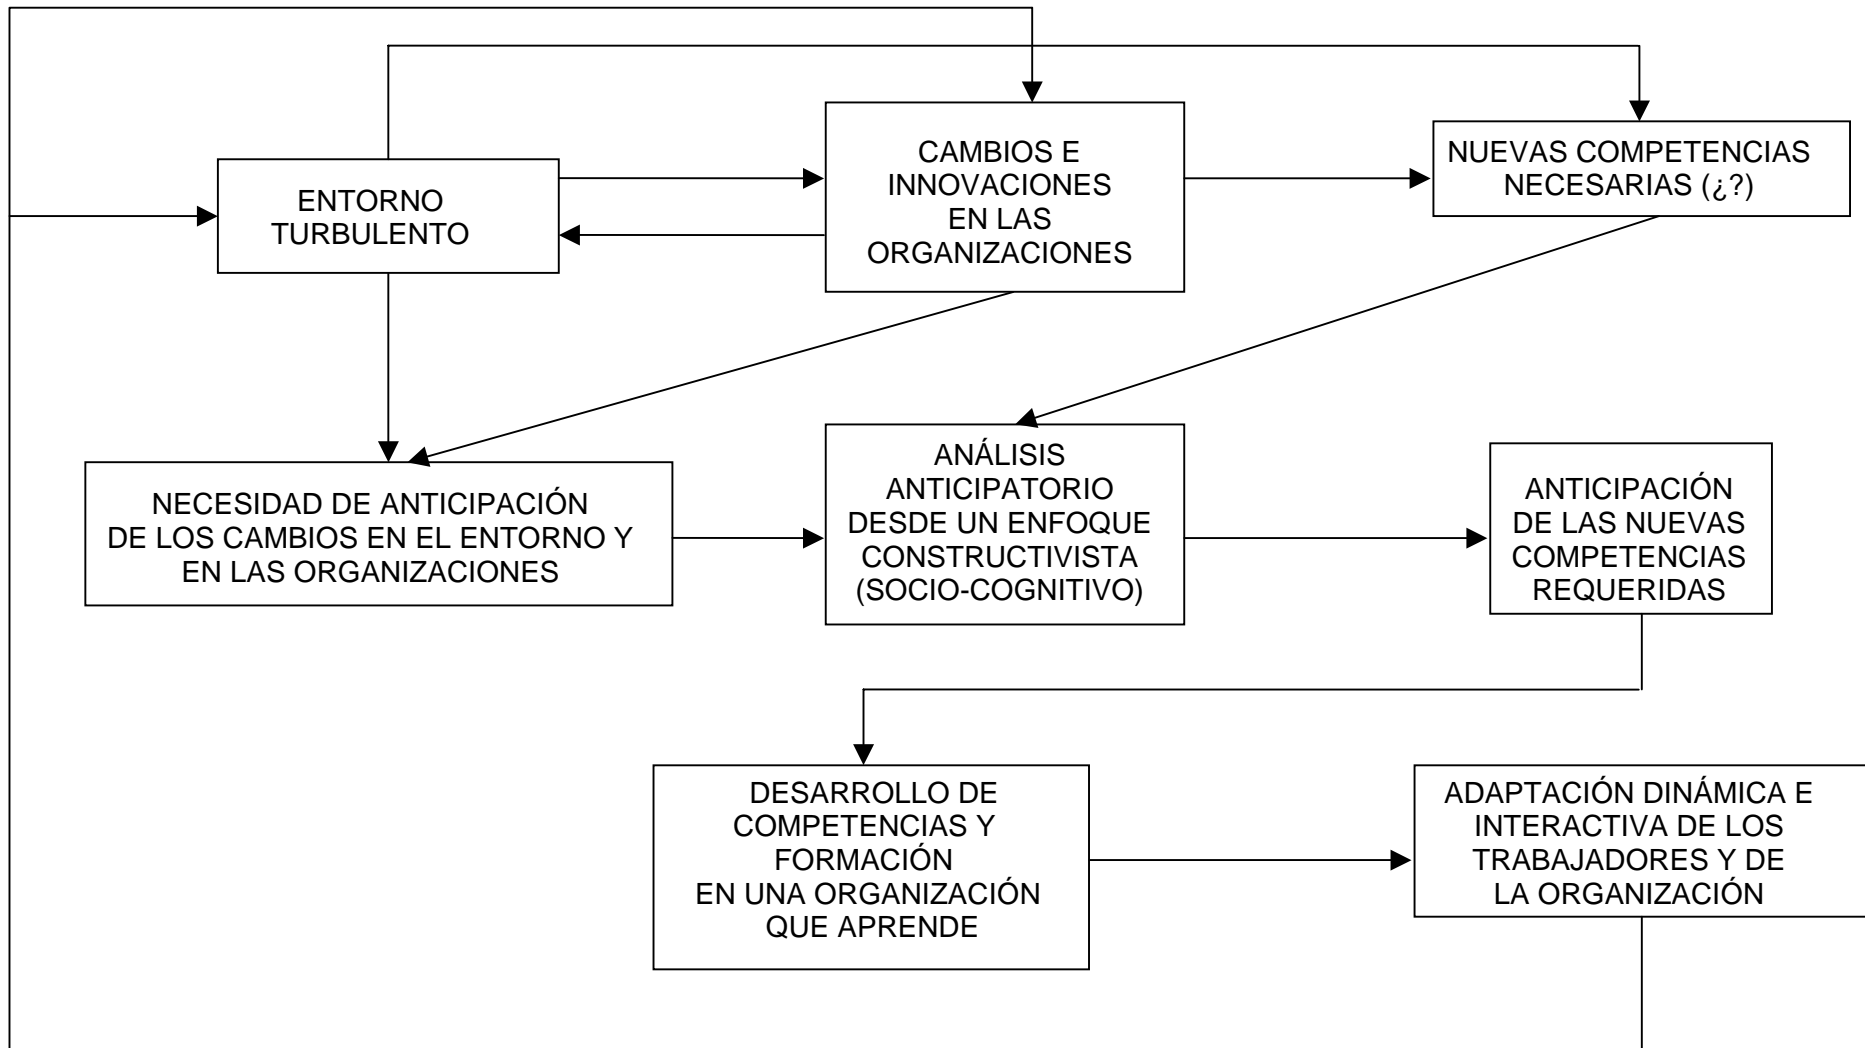 ENTORNO
TURBULENTO
CAMBIOS E
INNOVACIONES
EN LAS
ORGANIZACIONES
NUEVAS COMPETENCIAS
NECESARIAS (¿?)
NECESIDAD DE ANTICIPACIÓN
DE LOS CAMBIOS EN EL ENTORNO Y
EN LAS ORGANIZACIONES
ANÁLISIS
ANTICIPATORIO
DESDE UN ENFOQUE
CONSTRUCTIVISTA
(SOCIO-COGNITIVO)
ANTICIPACIÓN
DE LAS NUEVAS
COMPETENCIAS
REQUERIDAS
DESARROLLO DE
COMPETENCIAS Y
FORMACIÓN
EN UNA ORGANIZACIÓN
QUE APRENDE
ADAPTACIÓN DINÁMICA E
INTERACTIVA DE LOS
TRABAJADORES Y DE
LA ORGANIZACIÓN